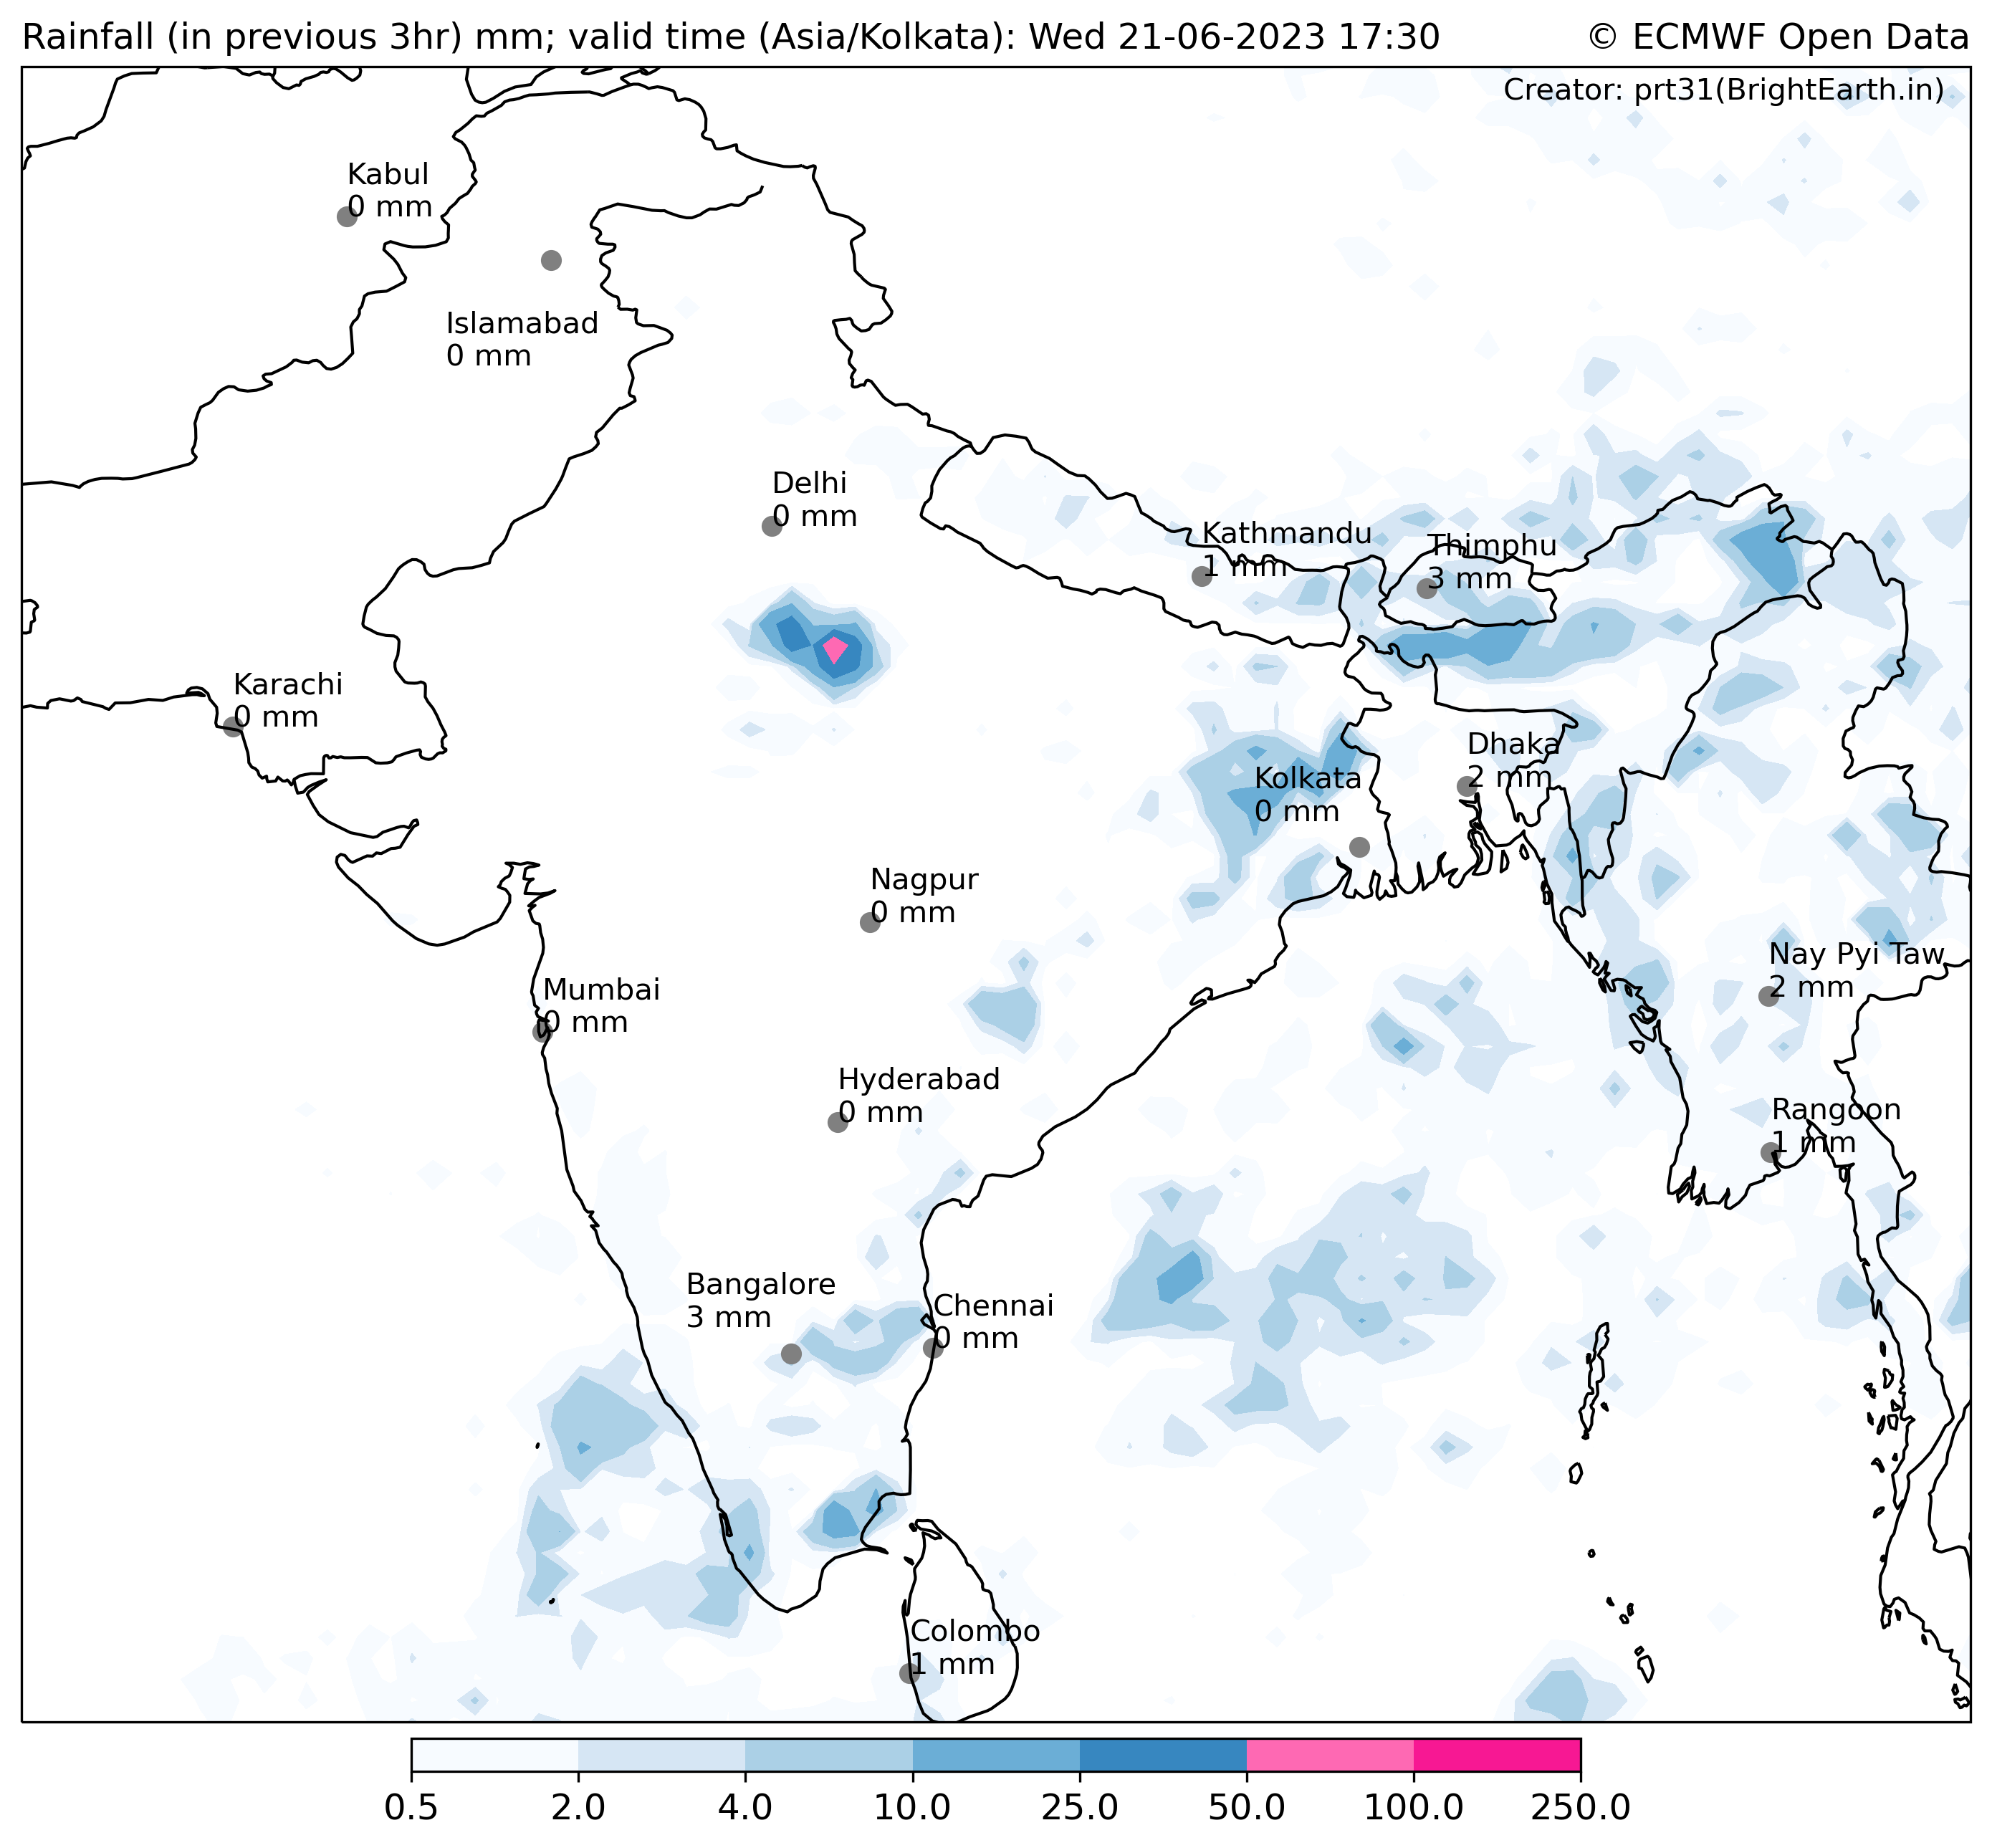 Rainfall (in previous 3hr) mm; valid time (Asia/Kolkata): Wed 21-06-2023 17:30
© ECMWF Open Data
Creator: prt31(BrightEarth.in)
Kabul
0 mm
Islamabad
0 mm
Delhi
0 mm
Kathmandu
1 mm
Thimphu
3 mm
Karachi
0 mm
Dhaka
2 mm
Kolkata
0 mm
Nagpur
0 mm
Nay Pyi Taw
2 mm
Mumbai
0 mm
Hyderabad
0 mm
Rangoon
1 mm
Bangalore
3 mm
Chennai
0 mm
Colombo
1 mm
0.5 2.0 4.0 10.0 25.0 50.0 100.0 250.0